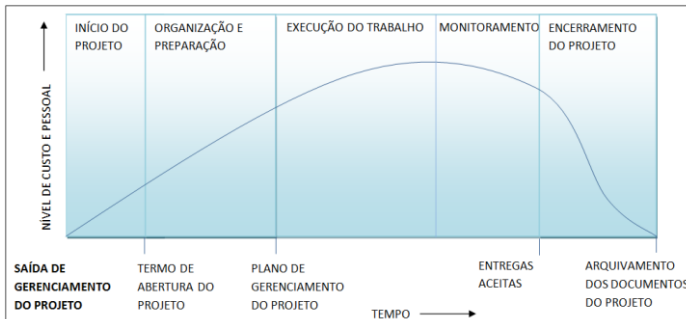 INÍCIO DO
PROJETO
ORGANIZAÇÃO E
PREPARAÇÃO
EXECUÇÃO DO TRABALHO
MONITORAMENTO
ENCERRAMENTO
DO PROJETO
NÍVEL DE CUSTO E PESSOAL
SAÍDA DE
GERENCIAMENTO
DO PROJETO
TERMO DE
ABERTURA DO
PROJETO
PLANO DE
GERENCIAMENTO
DO PROJETO
TEMPO
ENTREGAS
ACEITAS
ARQUIVAMENTO
DOS DOCUMENTOS
DO PROJETO